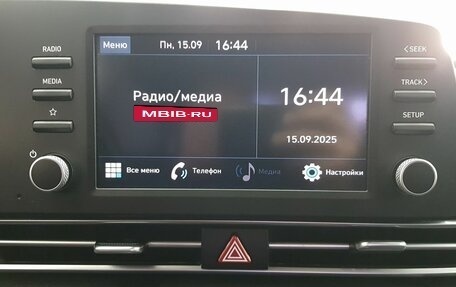 RADIO
MEDIA
Меню Пн, 15.09 16:44
Радио/медиа
MBIB-RU
16:44
15.09.2025
Все меню Телефон Медиа Настройки
<SEEK
TRACK>
SETUP